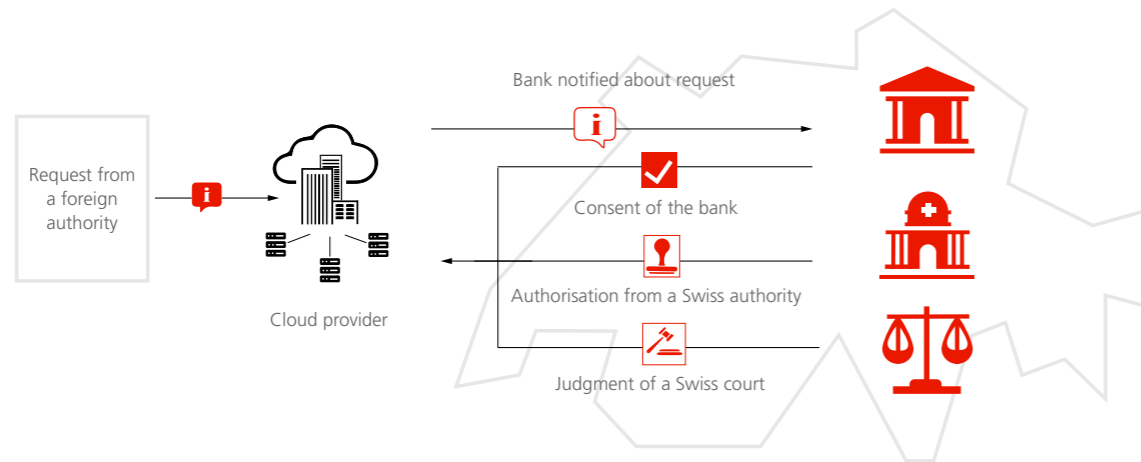 Bank notified about request
Request from
a foreign
authority
Consent of the bank
Authorisation from a Swiss authority
Cloud provider
Judgment of a Swiss court